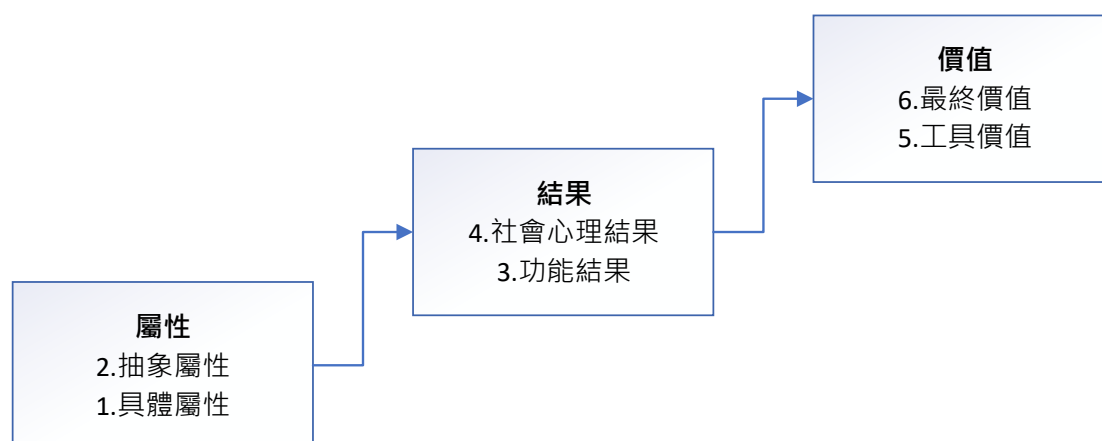 價值
6.最終價值
5.工具價值
結果
4.社會心理結果
3.功能結果
屬性
2.抽象屬性
1.具體屬性